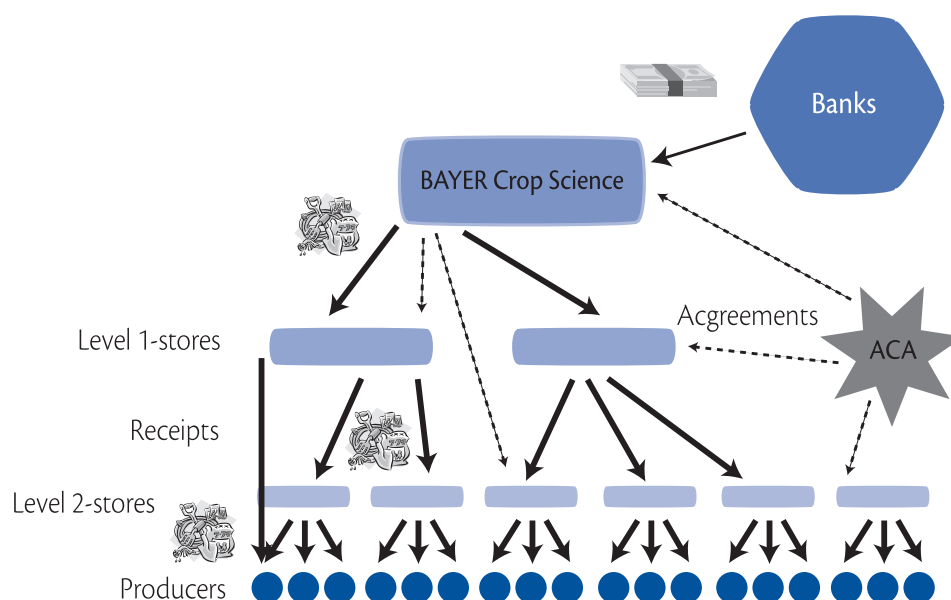 Banks
BAYER Crop Science
Level 1-stores
Acgreements
ACA
Receipts
Level 2-stores
Producers